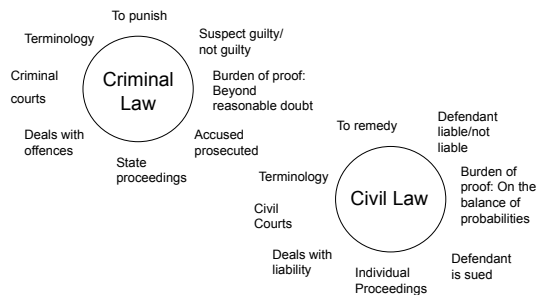 To punish
Terminology
Suspect guilty/
not guilty
Criminal
courts
Criminal
Law
Burden of proof:
Beyond
reasonable doubt
Deals with
offences
State
proceedings
Accused
prosecuted
To remedy
Defendant
liable/not
liable
Terminology
Civil Law
Burden of
proof: On the
balance of
probabilities
Civil
Courts
Deals with
liability
Individual
Proceedings
Defendant
is sued